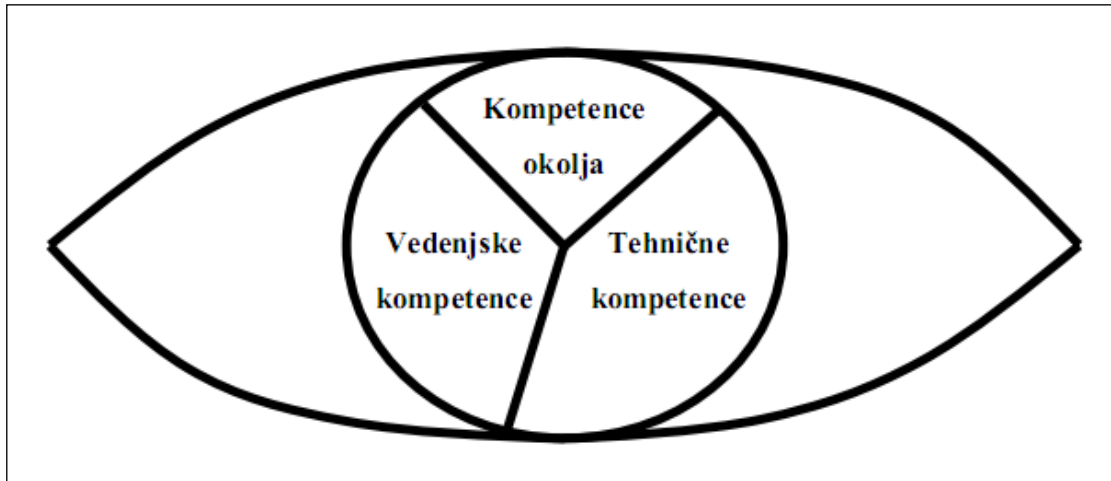 Kompetence
okolja
Vedenjske
kompetence
Tehnične
kompetence